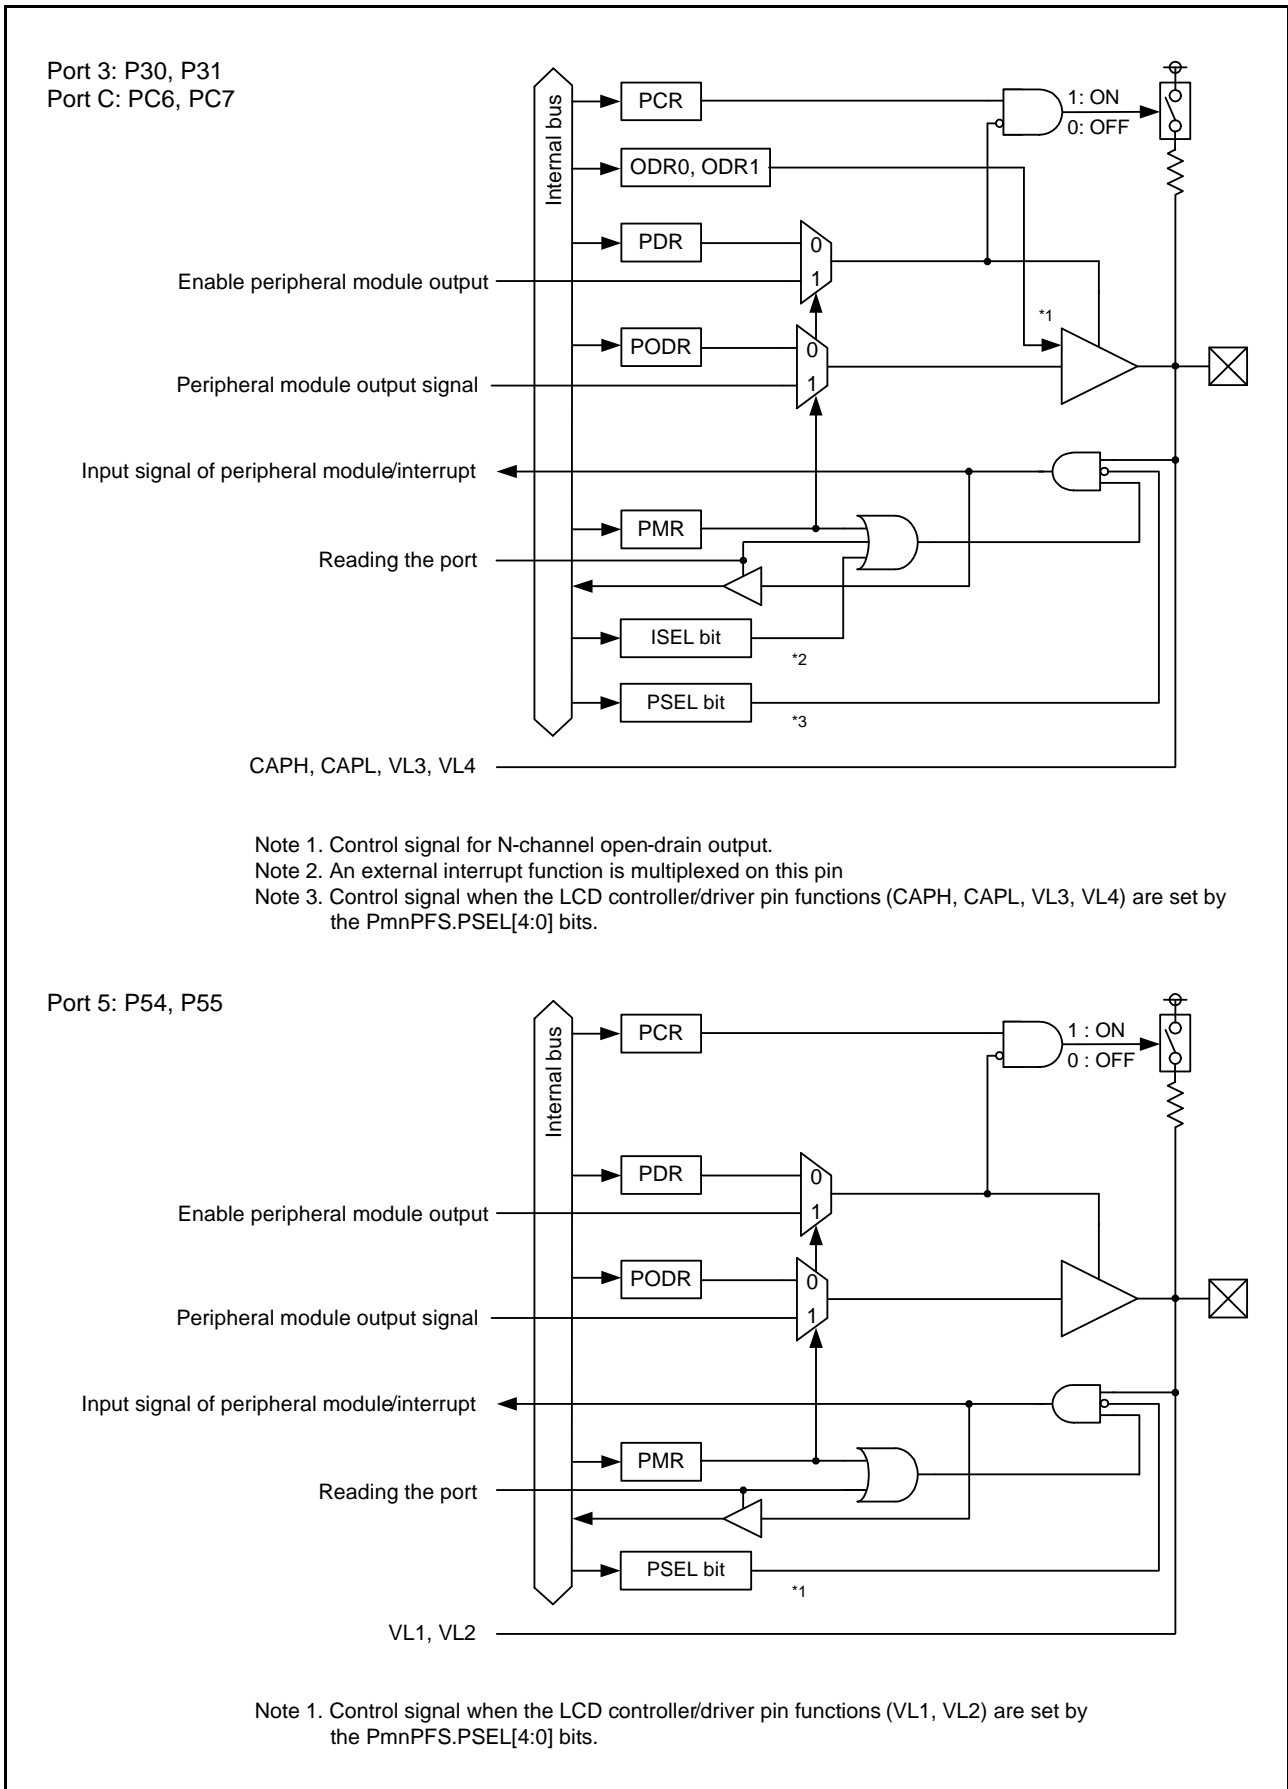 Port 3: P30, P31
Port C: PC6, PC7
Internal bus
PCR
1: ON
0: OFF
ODR0, ODR1
PDR
0
Enable peripheral module output
1
*1
PODR
0
Peripheral module output signal
1
Input signal of peripheral module/interrupt
PMR
Reading the port
ISEL bit
*2
PSEL bit
*3
CAPH, CAPL, VL3, VL4
Note 1. Control signal for N-channel open-drain output.
Note 2. An external interrupt function is multiplexed on this pin
Note 3. Control signal when the LCD controller/driver pin functions (CAPH, CAPL, VL3, VL4) are set by
the PmnPFS.PSEL[4:0] bits.
Port 5: P54, P55
Internal bus
PCR
1 : ON
0 : OFF
PDR
0
Enable peripheral module output
1
PODR
0
Peripheral module output signal
1
Input signal of peripheral module/interrupt
PMR
Reading the port
PSEL bit
*1
VL1, VL2
Note 1. Control signal when the LCD controller/driver pin functions (VL1, VL2) are set by
the PmnPFS.PSEL[4:0] bits.